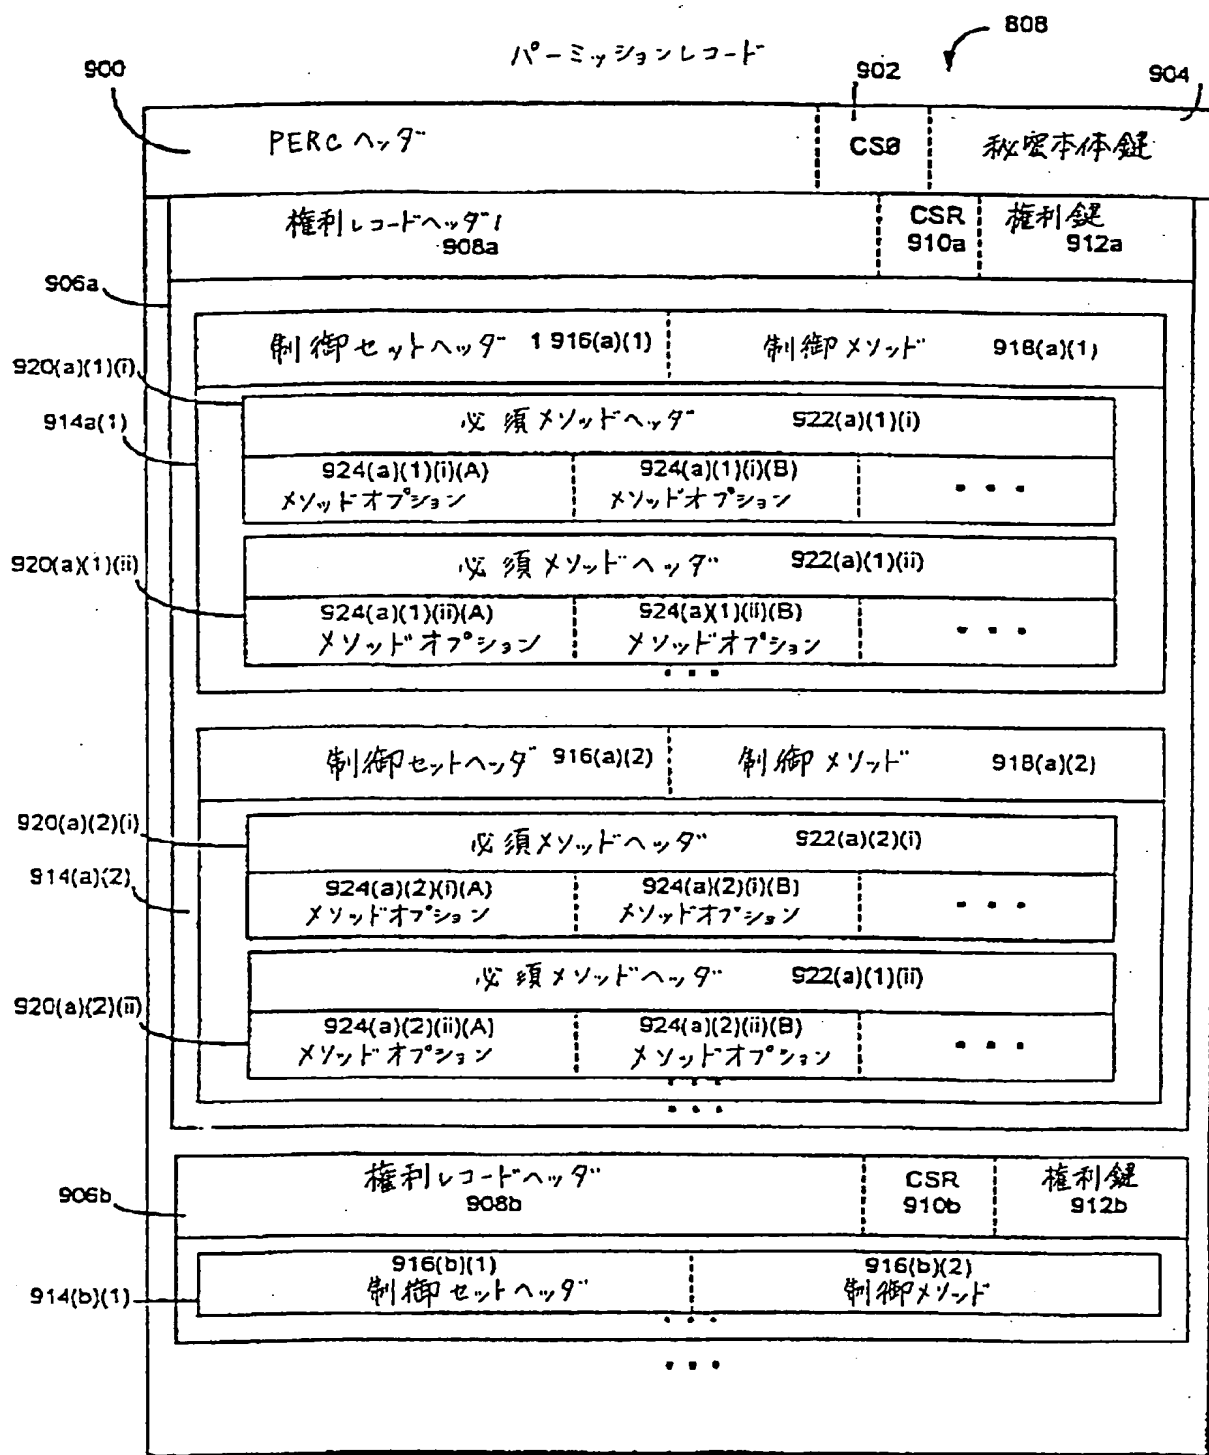 808
パーミッションレコード
900
902
904
PERC ヘッダ
CS0
秘密本体鍵
権利レコードヘッダ1
908a
CSR
910a
権利鍵
912a
906a
制御セットヘッダ 1 916(a)(1)
制御メソッド 918(a)(1)
920(a)(1)(i)
必須メソッドヘッダ 922(a)(1)(i)
914a(1)
924(a)(1)(i)(A)
メソッドオプション
924(a)(1)(i)(B)
メソッドオプション
...
920(a)(1)(ii)
必須メソッドヘッダ 922(a)(1)(ii)
924(a)(1)(ii)(A)
メソッドオプション
924(a)(1)(ii)(B)
メソッドオプション
...
...
制御セットヘッダ 916(a)(2)
制御メソッド 918(a)(2)
920(a)(2)(i)
必須メソッドヘッダ 922(a)(2)(i)
914(a)(2)
924(a)(2)(i)(A)
メソッドオプション
924(a)(2)(i)(B)
メソッドオプション
...
必須メソッドヘッダ 922(a)(1)(ii)
920(a)(2)(ii)
924(a)(2)(ii)(A)
メソッドオプション
924(a)(2)(ii)(B)
メソッドオプション
...
...
...
906b
権利レコードヘッダ
908b
CSR
910b
権利鍵
912b
914(b)(1)
916(b)(1)
制御セットヘッダ
916(b)(2)
制御メソッド
...
...